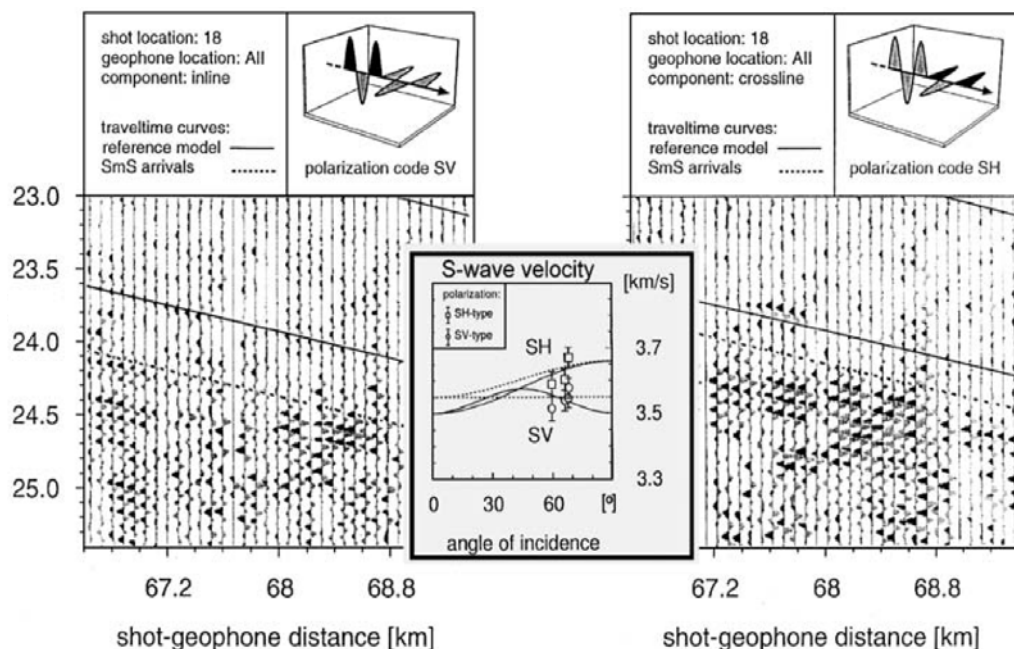 shot location: 18
geophone location: All
component: inline
traveltime curves:
reference model
SmS arrivals
polarization code SV
shot location: 18
geophone location: All
component: crossline
traveltime curves:
reference model
SmS arrivals
polarization code SH
23.0
23.5
24.0
24.5
25.0
67.2 68 68.8
shot-geophone distance [km]
S-wave velocity [km/s]
polarization:
SH-type
SV-type
SH
SV
3.7
3.5
3.3
0 30 60 [º]
angle of incidence
67.2 68 68.8
shot-geophone distance [km]